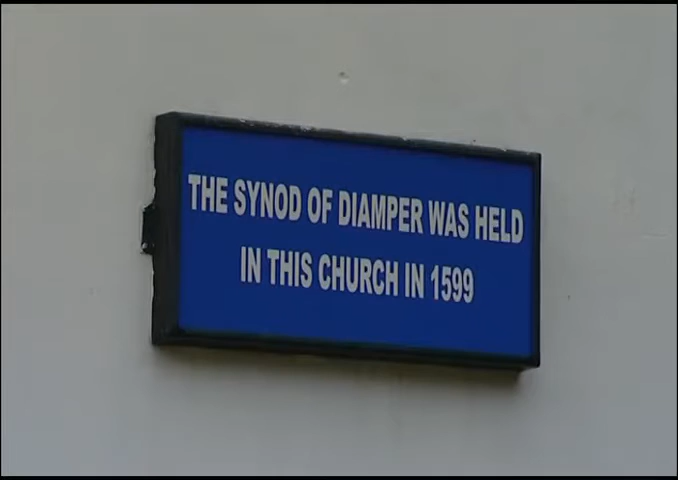 THE SYNOD OF DIAMPER WAS HELD
IN THIS CHURCH IN 1599